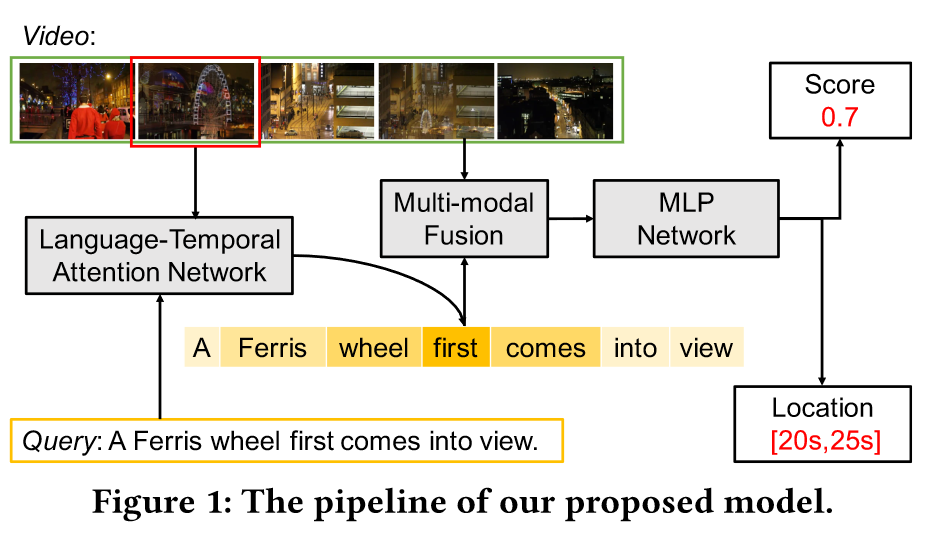 Video:
Score
0.7
Multi-modal
Fusion
MLP
Network
Language-Temporal
Attention Network
A Ferris wheel first comes into view
Location
[20s,25s]
Query: A Ferris wheel first comes into view.
Figure 1: The pipeline of our proposed model.